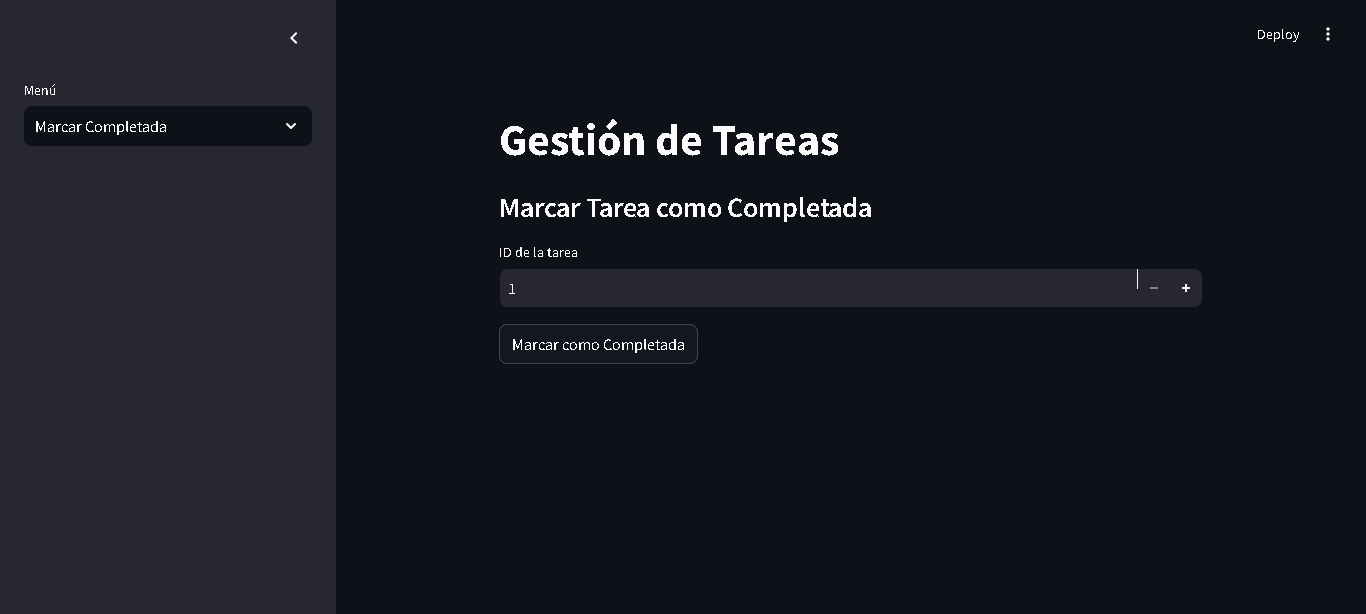 Deploy
Menú
Marcar Completada
Gestión de Tareas
Marcar Tarea como Completada
ID de la tarea
1
Marcar como Completada